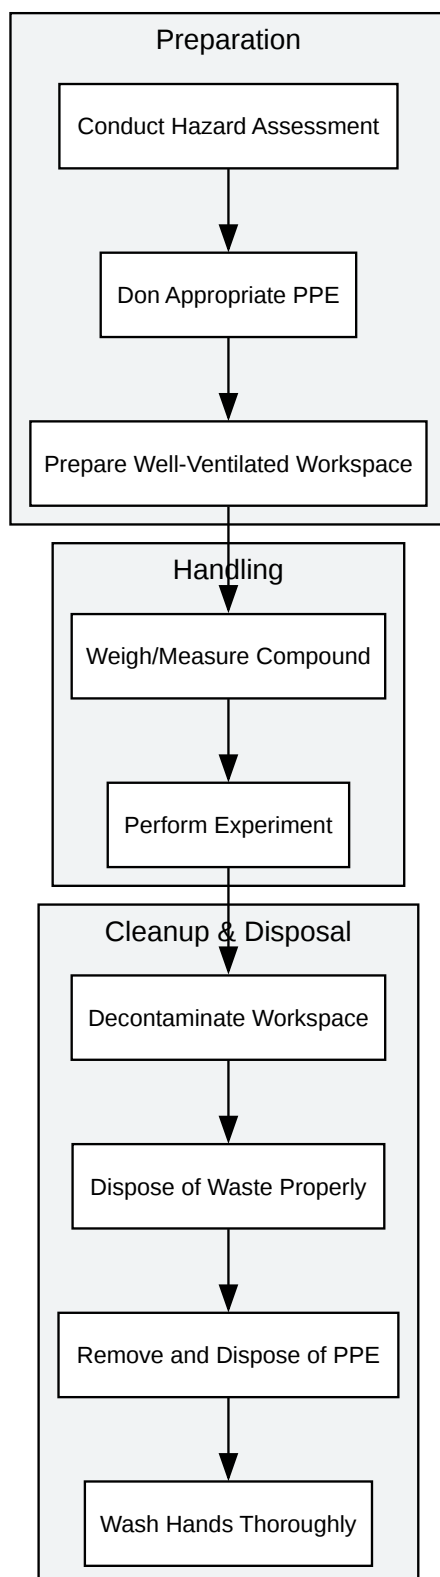 Preparation
Conduct Hazard Assessment
Don Appropriate PPE
Prepare Well-Ventilated Workspace
Handling
Weigh/Measure Compound
Perform Experiment
Cleanup & Disposal
Decontaminate Workspace
Dispose of Waste Properly
Remove and Dispose of PPE
Wash Hands Thoroughly